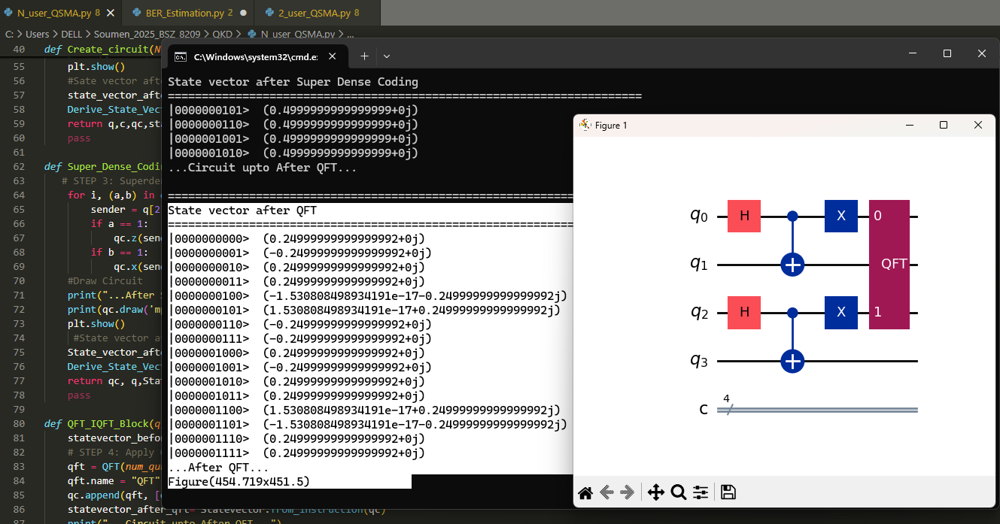 N_user_QSMA.py 8
BER_Estimation.py 2
2_user_QSMA.py 8
C: > Users > DELL > Soumen_2025_BSZ_8209 > QKD > N_user_QSMA.py > ...
40 def Create_circuit(N
55 plt.show()
56 #Sate vector aft
57 state_vector_aft
58 Derive_State_Vec
59 return q,c,qc,sta
60 pass
61
62 def Super_Dense_Codi
63 # STEP 3: Superde
64 for i, (a,b) in
65 sender = q[2
66 if a == 1:
67 qc.z(sen
68 if b == 1:
69 qc.x(sen
70 #Draw Circuit
71 print("...After
72 print(qc.draw('m
73 plt.show()
74 #State vector a
75 State_vector_aft
76 Derive_State_Vec
77 return qc, q,Sta
78 pass
79
80 def QFT_IQFT_Block(q
81 statevector_befo
82 # STEP 4: Apply
83 qft = QFT(num_qu
84 qft.name = "QFT"
85 qc.append(qft, [
86 statevector_after_qft= Statevector.from_instruction(qc)
87 print("...Circuit upto After QFT...")
C:\Windows\system32\cmd.e:
State vector after Super Dense Coding
======================================================================
|0000000101> (0.4999999999999999+0j)
|0000000110> (0.4999999999999999+0j)
|0000001001> (0.4999999999999999+0j)
|0000001010> (0.4999999999999999+0j)
...Circuit upto After QFT...
============================================================
State vector after QFT
============================================================
|0000000000> (0.24999999999999992+0j)
|0000000001> (-0.24999999999999992+0j)
|0000000010> (0.24999999999999992+0j)
|0000000011> (0.24999999999999992+0j)
|0000000100> (-1.530808498934191e-17-0.24999999999999992j)
|0000000101> (1.530808498934191e-17+0.24999999999999992j)
|0000000110> (-0.24999999999999992+0j)
|0000000111> (-0.24999999999999992+0j)
|0000001000> (0.24999999999999992+0j)
|0000001001> (-0.24999999999999992+0j)
|0000001010> (0.24999999999999992+0j)
|0000001011> (0.24999999999999992+0j)
|0000001100> (1.530808498934191e-17+0.24999999999999992j)
|0000001101> (-1.530808498934191e-17-0.24999999999999992j)
|0000001110> (0.24999999999999992+0j)
|0000001111> (0.24999999999999992+0j)
...After QFT...
Figure(454.719x451.5)
Figure 1
q0 H X 0
q1 QFT
q2 H X 1
q3
4
c